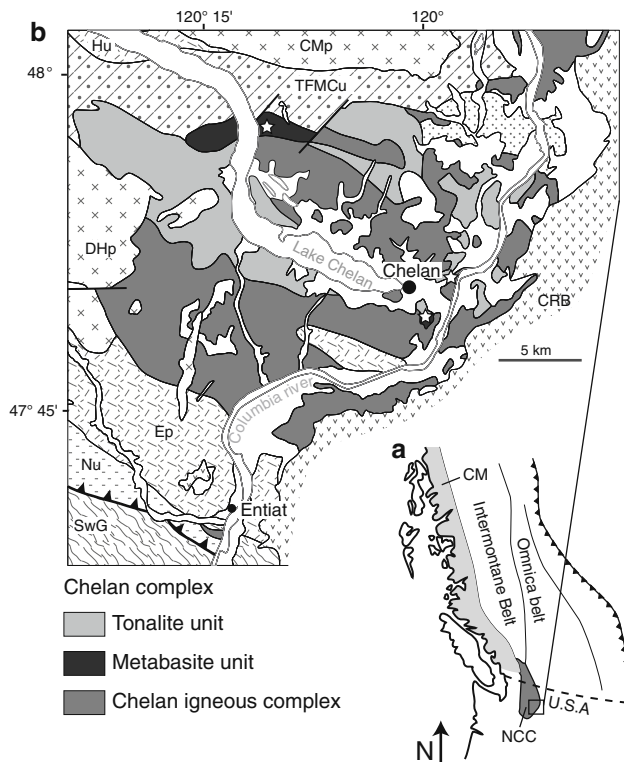 b
120° 15'
120°
48°
Hu
CMp
TFMCu
DHp
Lake Chelan
Chelan
CRB
5 km
47° 45'
Columbia river
Ep
Nu
SwG
Entiat
a
CM
Intermontane Belt
Omnica belt
U.S.A
NCC
N
Chelan complex
Tonalite unit
Metabasite unit
Chelan igneous complex